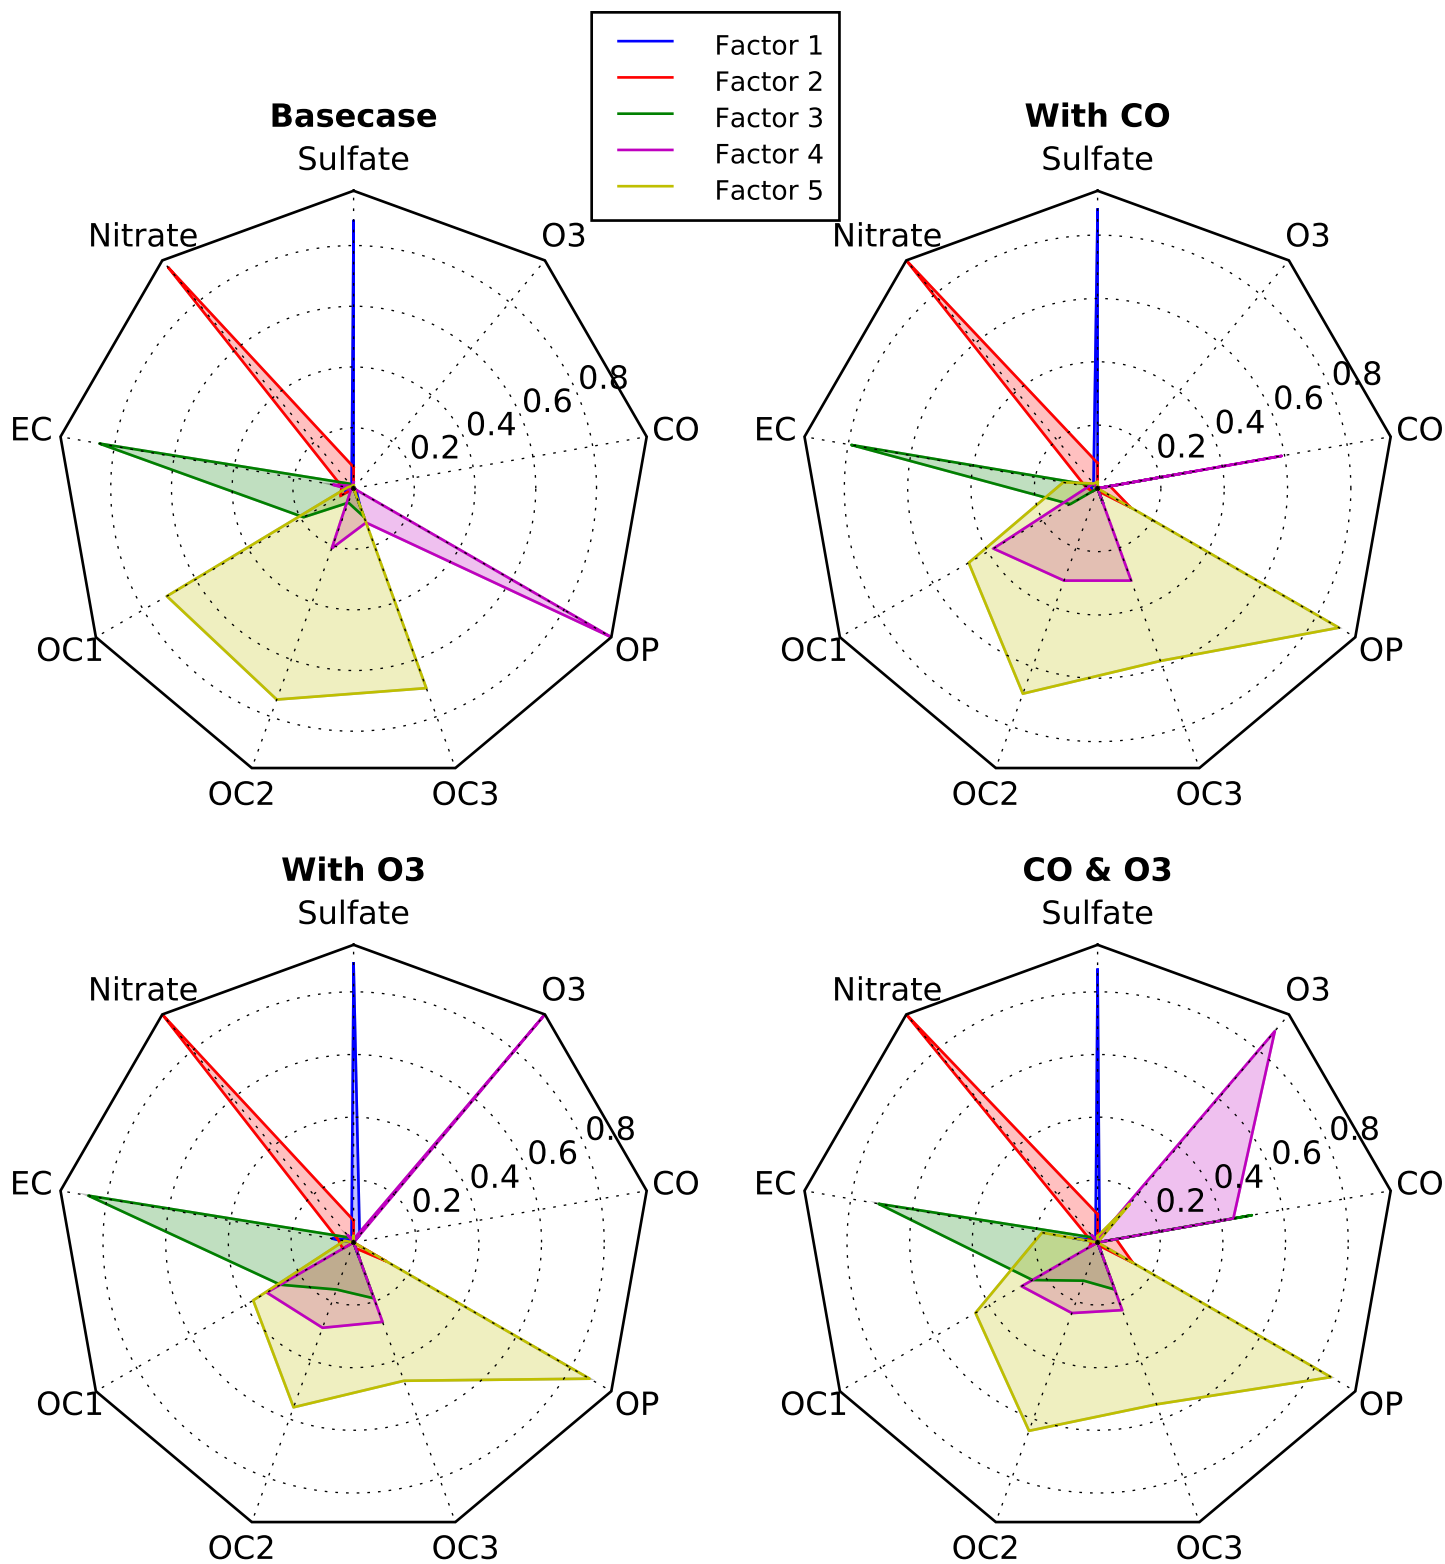 Factor 1
Factor 2
Factor 3
Factor 4
Factor 5
Basecase
Sulfate
Nitrate
O3
EC
CO
0.2
0.4
0.6
0.8
OC1
OP
OC2
OC3
With CO
Sulfate
Nitrate
O3
EC
CO
0.2
0.4
0.6
0.8
OC1
OP
OC2
OC3
With O3
Sulfate
Nitrate
O3
EC
CO
0.2
0.4
0.6
0.8
OC1
OP
OC2
OC3
CO & O3
Sulfate
Nitrate
O3
EC
CO
0.2
0.4
0.6
0.8
OC1
OP
OC2
OC3